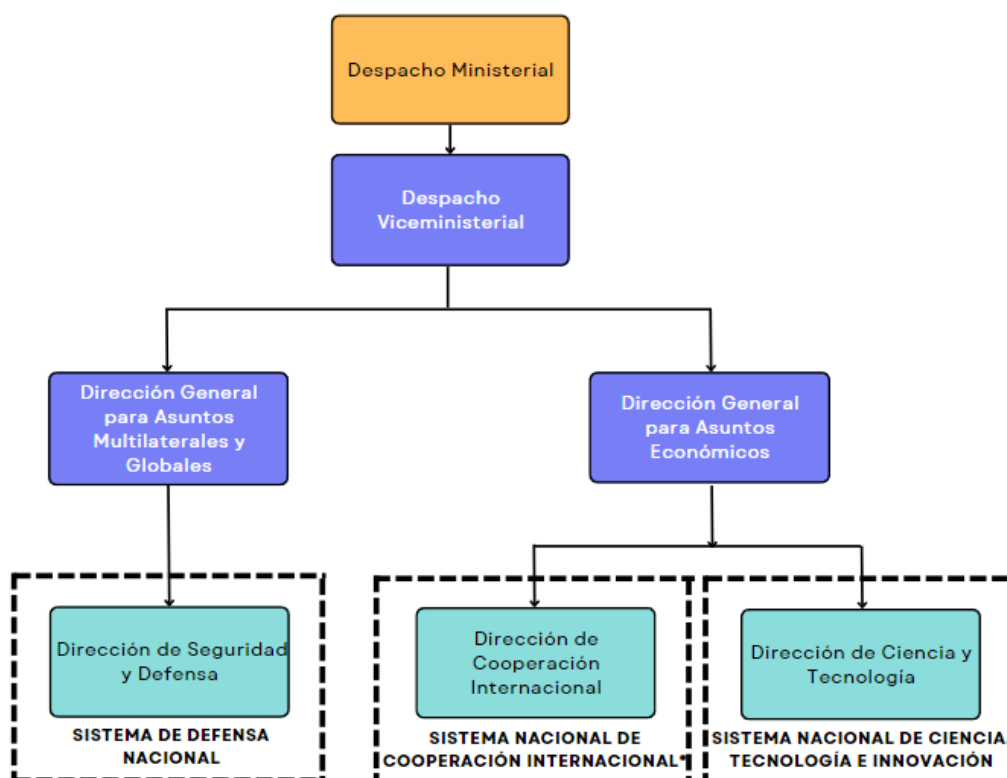 Despacho Ministerial
Despacho
Viceministerial
Dirección General
para Asuntos
Multilaterales y
Globales
Dirección General
para Asuntos
Económicos
Dirección de Seguridad
y Defensa
SISTEMA DE DEFENSA
NACIONAL
Dirección de
Cooperación
Internacional
SISTEMA NACIONAL DE
COOPERACIÓN INTERNACIONAL*
Dirección de Ciencia y
Tecnología
SISTEMA NACIONAL DE CIENCIA,
TECNOLOGÍA E INNOVACIÓN